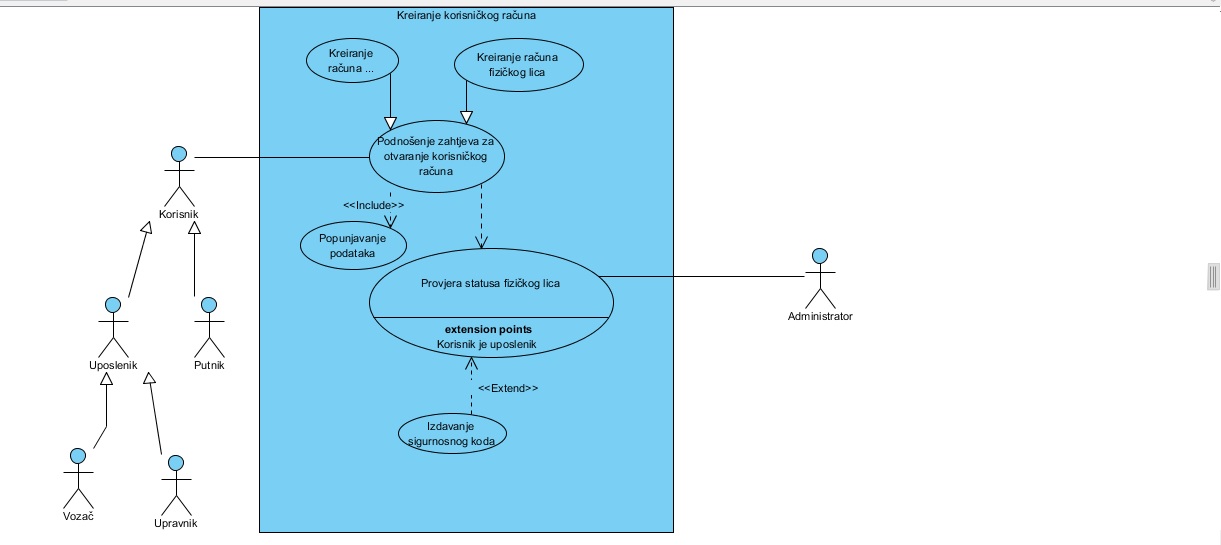 Kreiranje korisničkog računa
Kreiranje
računa ...
Kreiranje računa
fizičkog lica
Podnošenje zahtjeva za
otvaranje korisničkog
računa
Korisnik
<<Include>>
Popunjavanje
podataka
Provjera statusa fizičkog lica
extension points
Korisnik je uposlenik
Administrator
Uposlenik
Putnik
<<Extend>>
Izdavanje
sigurnosnog koda
Vozač
Upravnik